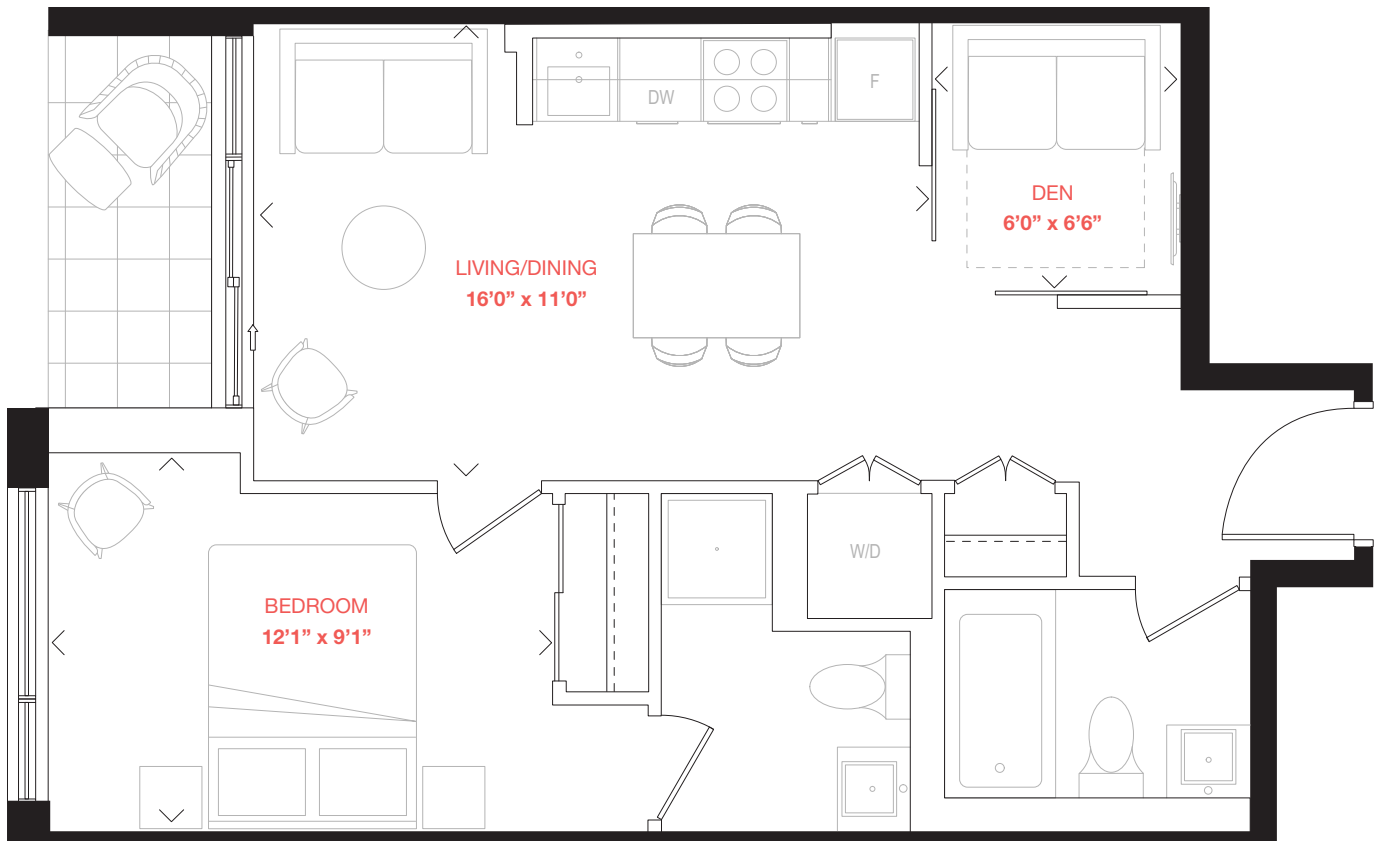 DW
F
DEN
6’0” x 6’6”
LIVING/DINING
16’0” x 11’0”
W/D
BEDROOM
12’1” x 9’1”